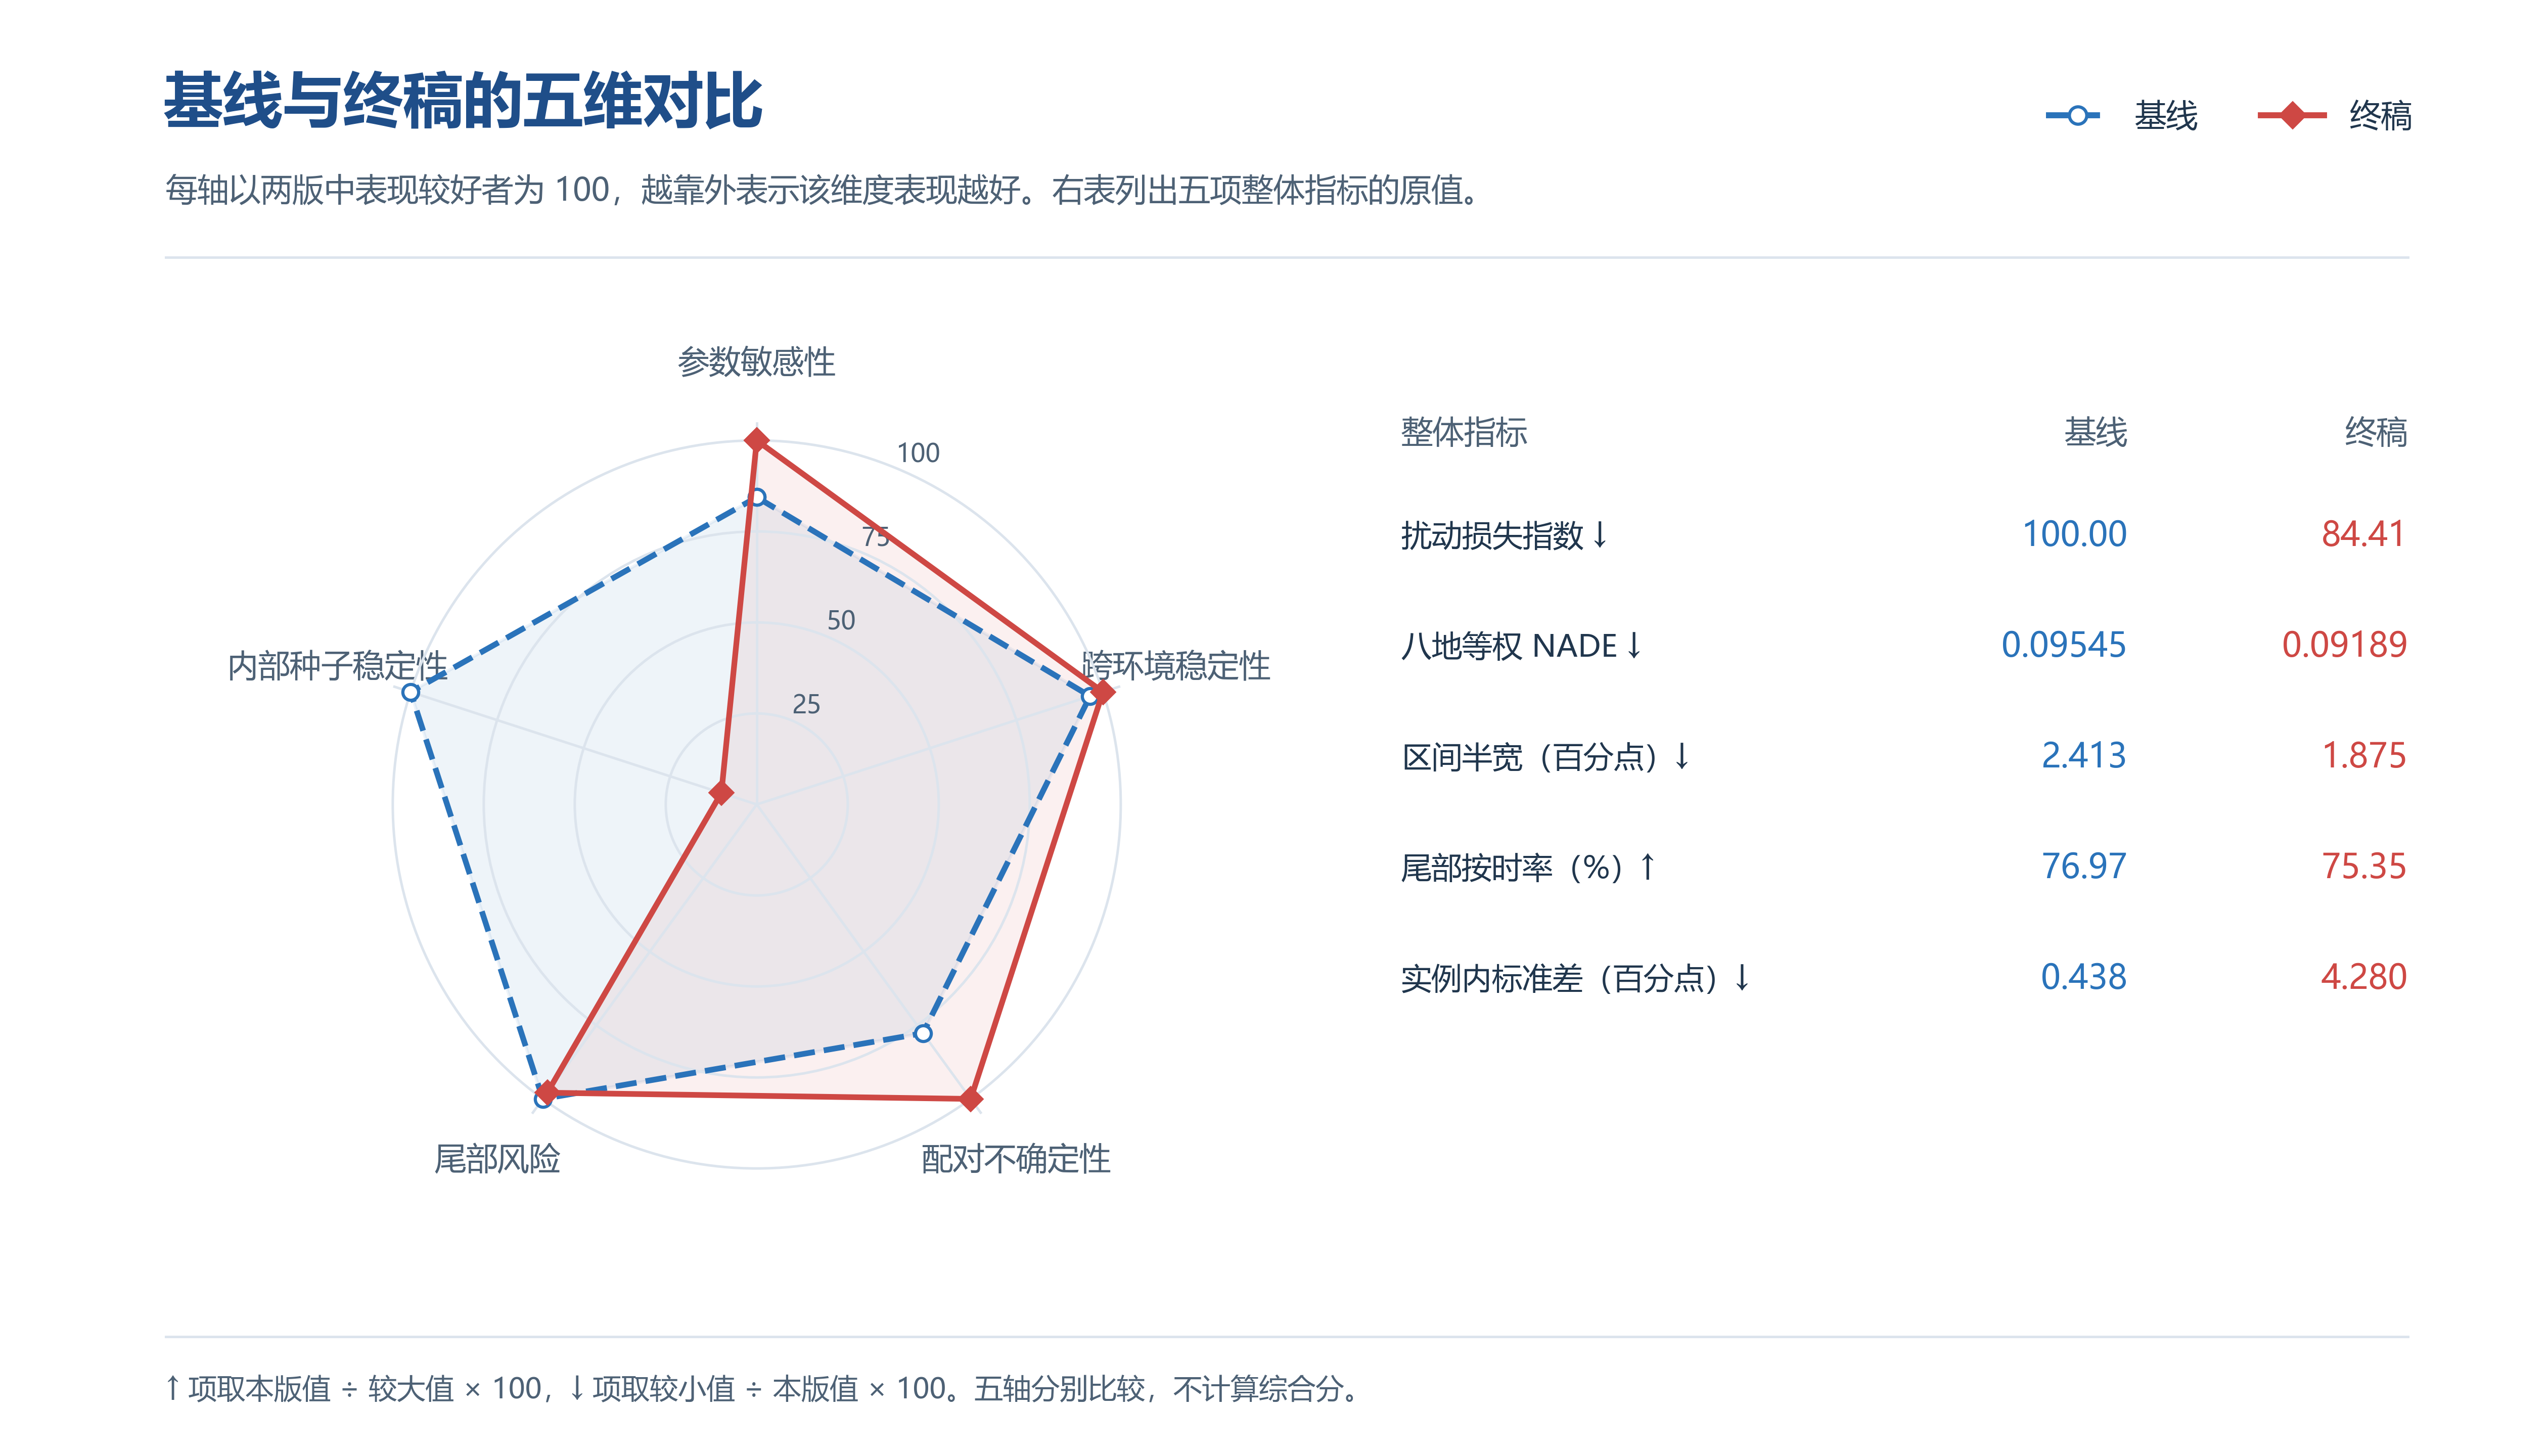 基线与终稿的五维对比
基线 终稿
每轴以两版中表现较好者为 100，越靠外表示该维度表现越好。右表列出五项整体指标的原值。
参数敏感性
100
75
50
25
内部种子稳定性
跨环境稳定性
尾部风险
配对不确定性
整体指标 基线 终稿
扰动损失指数 ↓ 100.00 84.41
八地等权 NADE ↓ 0.09545 0.09189
区间半宽（百分点）↓ 2.413 1.875
尾部按时率（%）↑ 76.97 75.35
实例内标准差（百分点）↓ 0.438 4.280
↑ 项取本版值 ÷ 较大值 × 100，↓ 项取较小值 ÷ 本版值 × 100。五轴分别比较，不计算综合分。